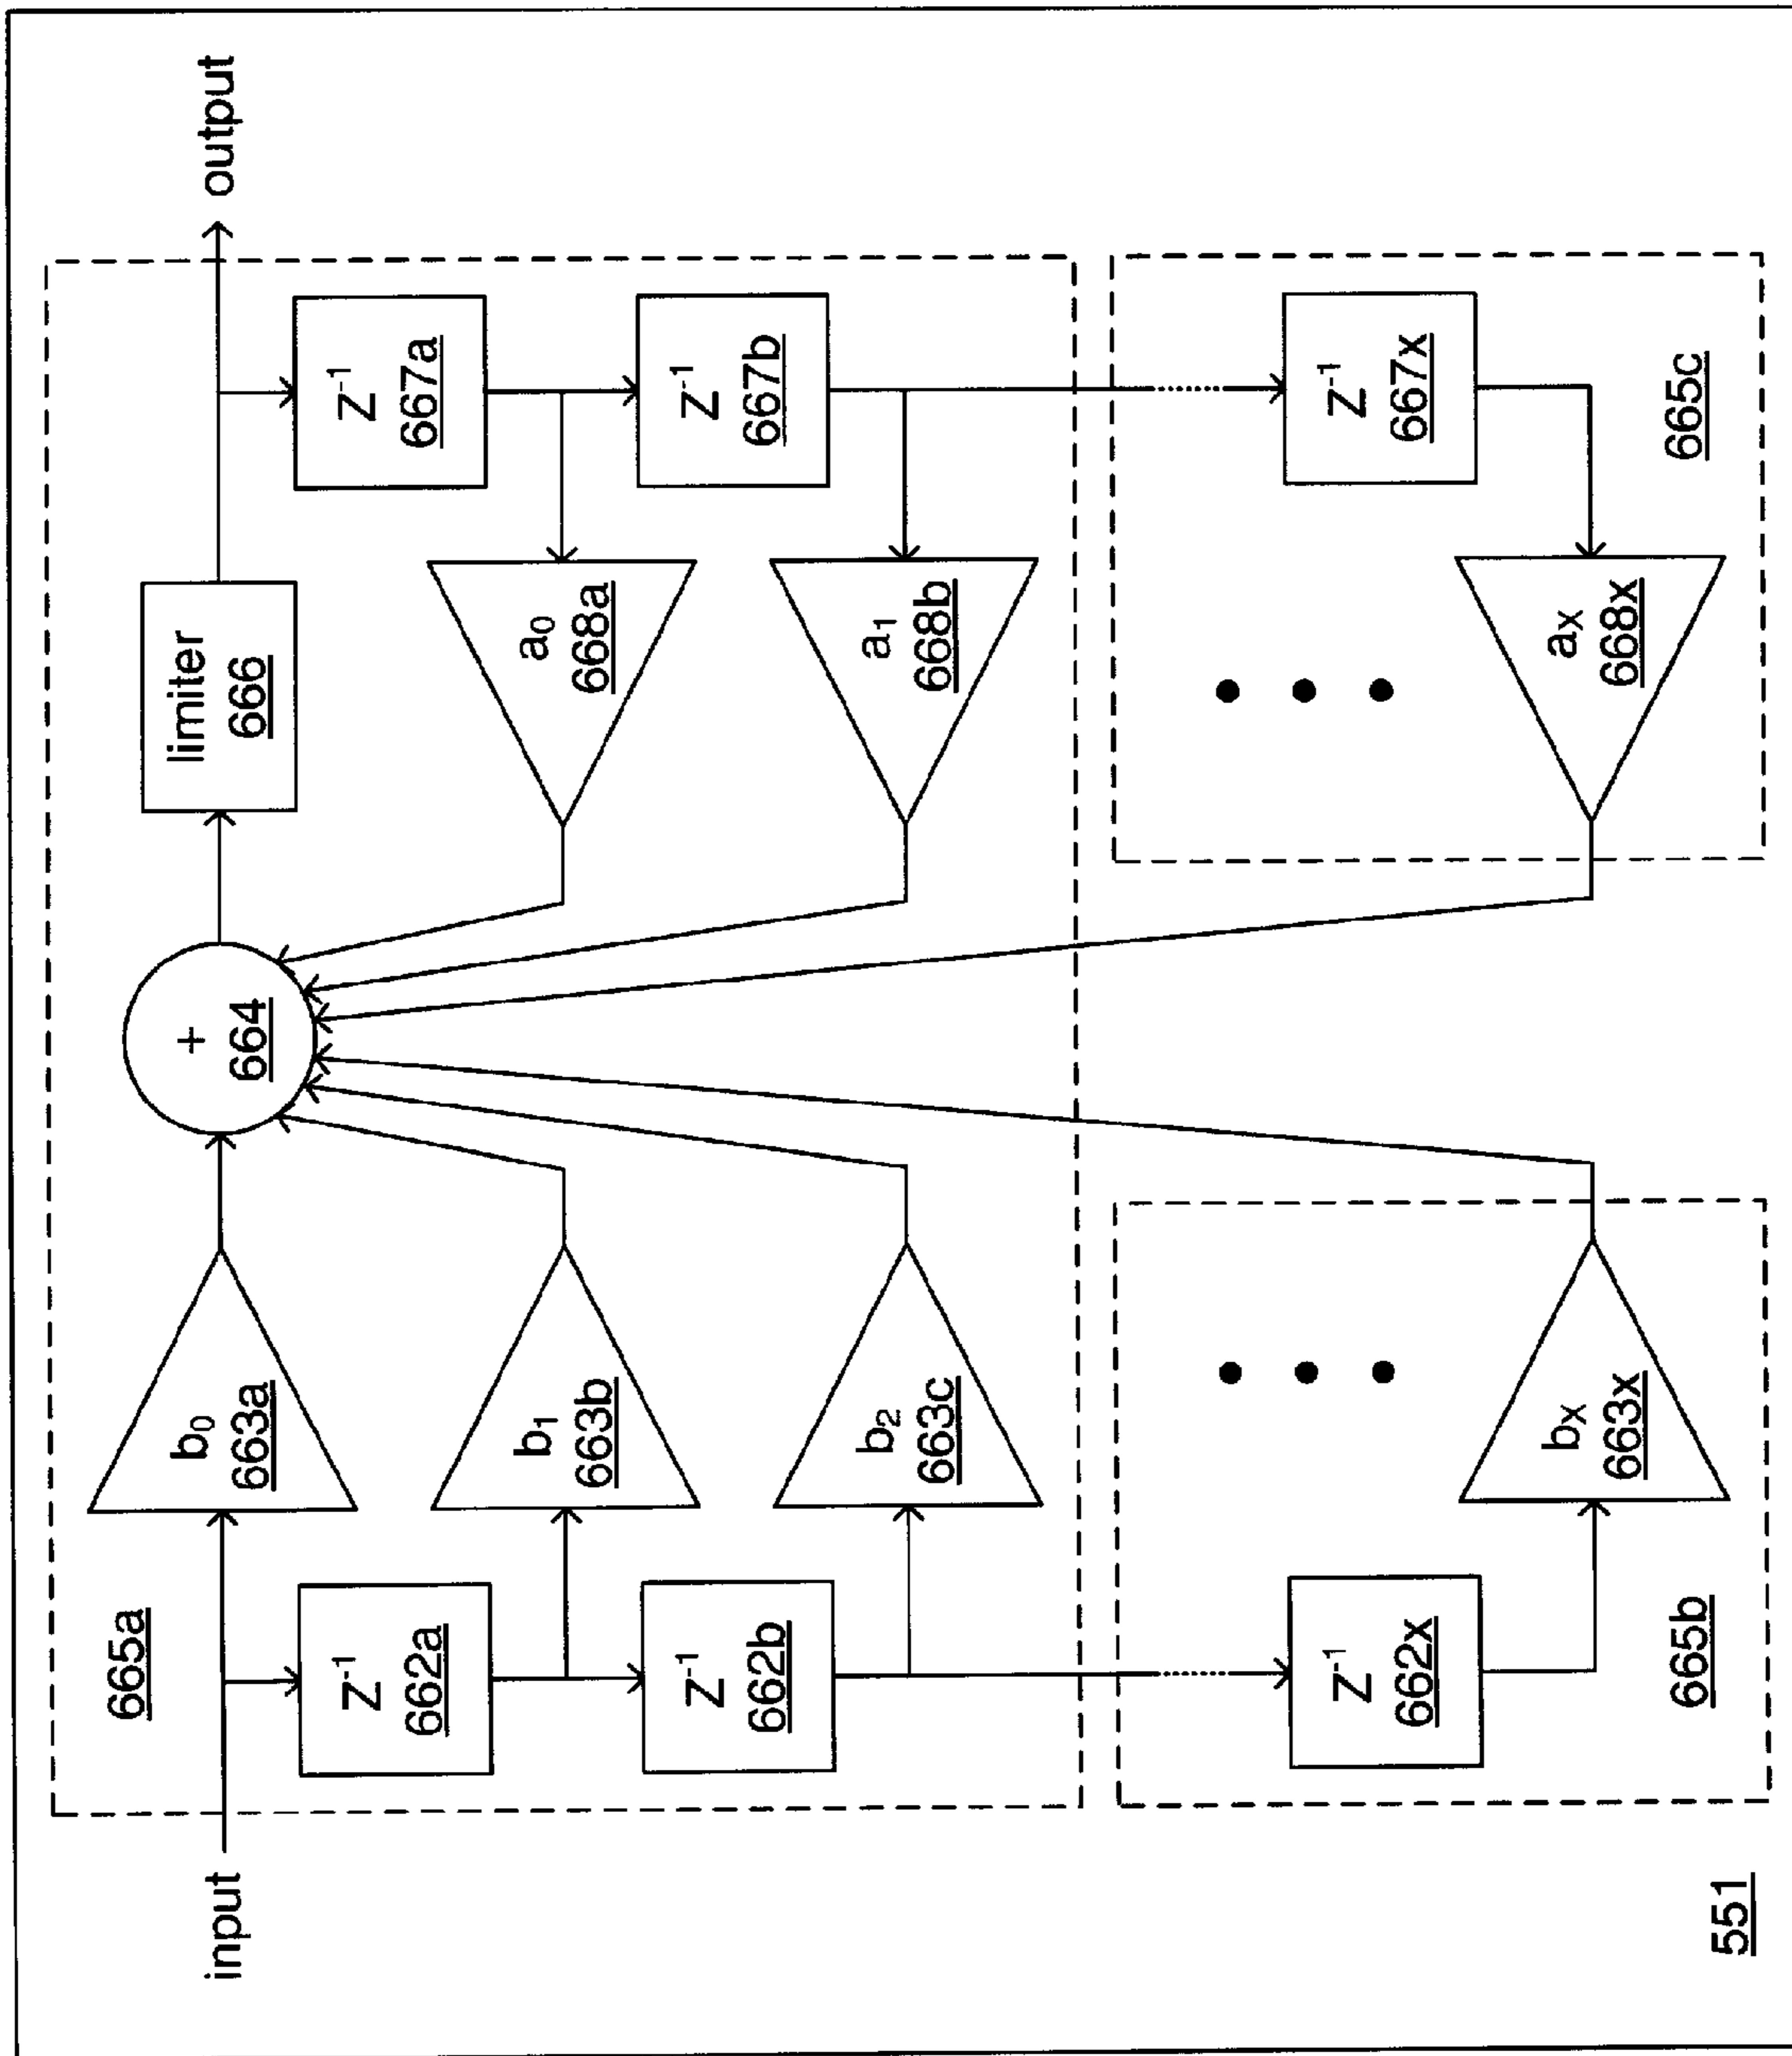 input
output
665a
b₀
663a
+
664
limiter
666
Z⁻¹
662a
b₁
663b
a₀
668a
Z⁻¹
667a
Z⁻¹
662b
b₂
663c
a₁
668b
Z⁻¹
667b
Z⁻¹
662x
bₓ
663x
665b
aₓ
668x
Z⁻¹
667x
665c
551